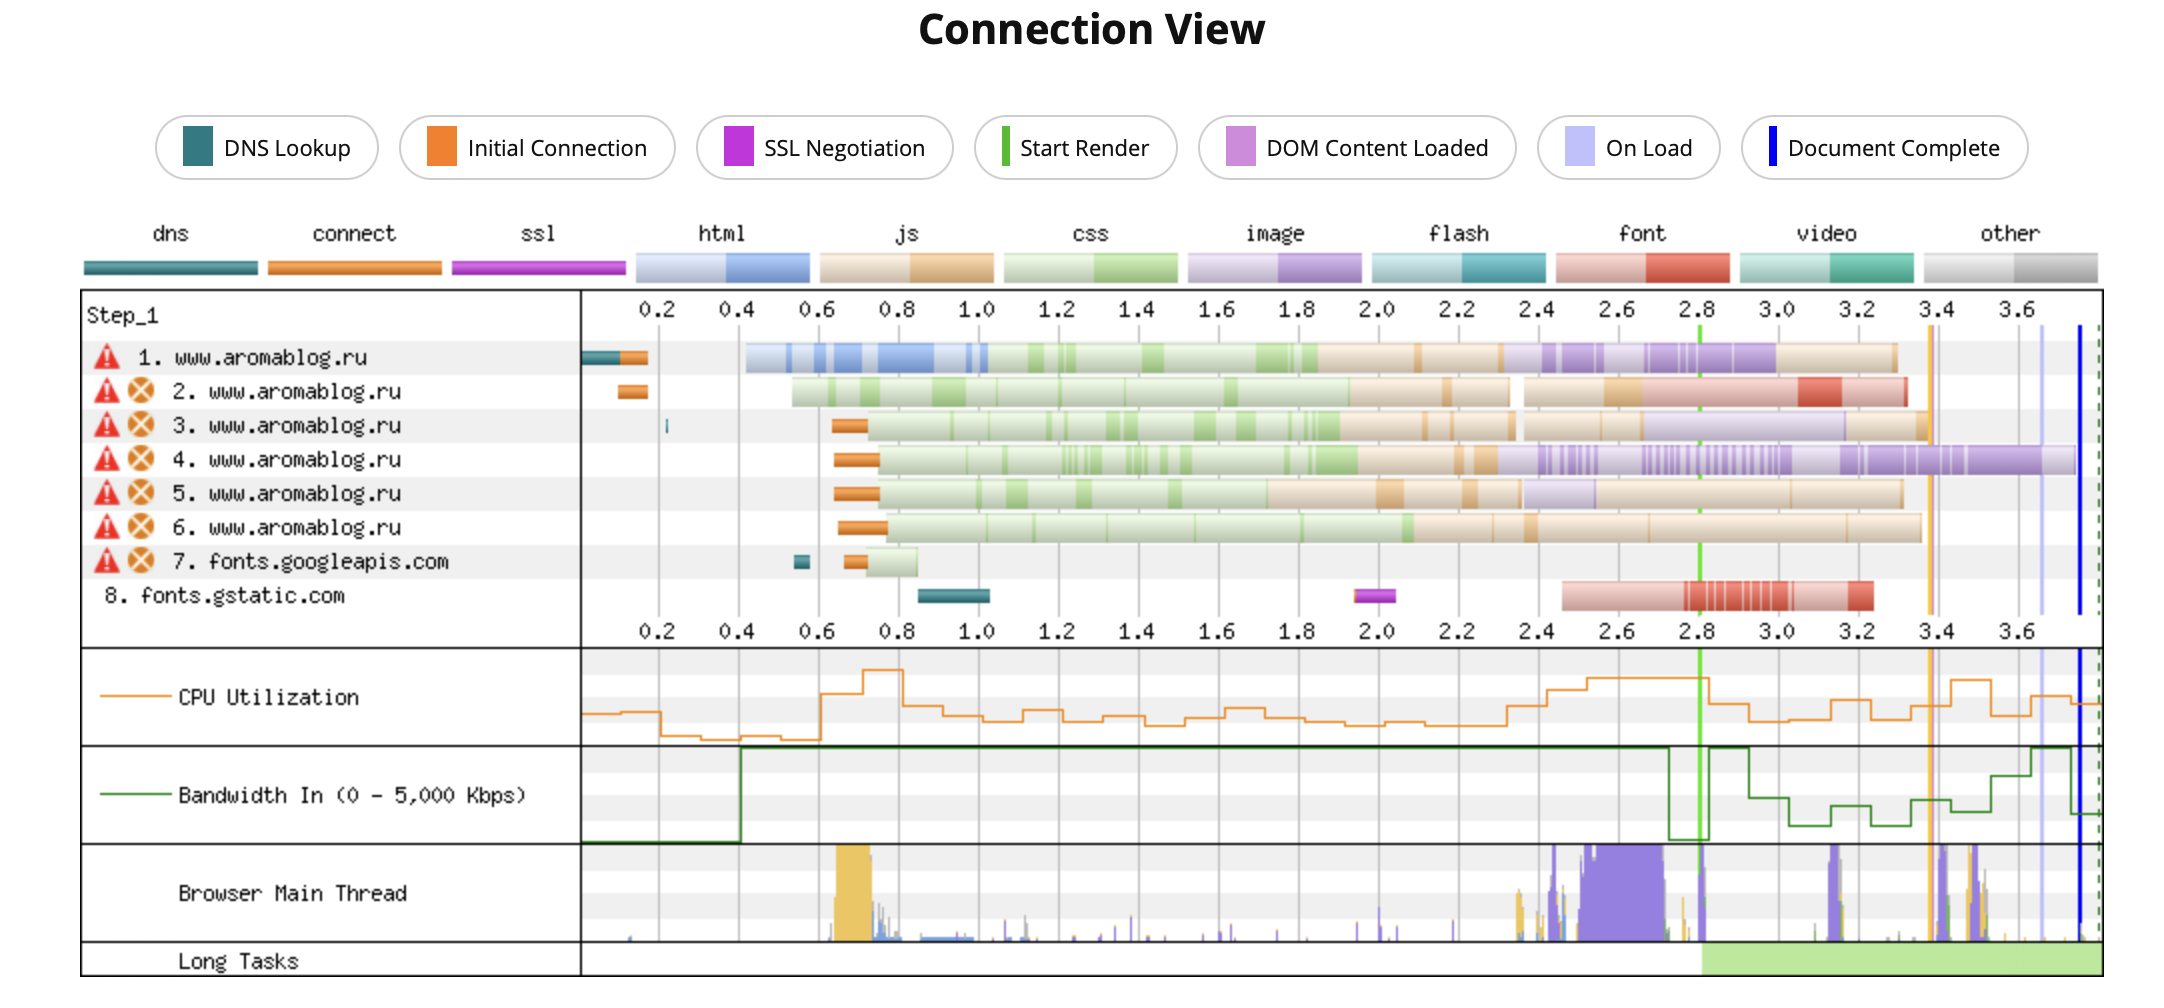 Connection View
DNS Lookup Initial Connection SSL Negotiation Start Render DOM Content Loaded On Load Document Complete
dns connect ssl html js css image flash font video other
Step_1 0.2 0.4 0.6 0.8 1.0 1.2 1.4 1.6 1.8 2.0 2.2 2.4 2.6 2.8 3.0 3.2 3.4 3.6
1. www.aromablog.ru
2. www.aromablog.ru
3. www.aromablog.ru
4. www.aromablog.ru
5. www.aromablog.ru
6. www.aromablog.ru
7. fonts.googleapis.com
8. fonts.gstatic.com
0.2 0.4 0.6 0.8 1.0 1.2 1.4 1.6 1.8 2.0 2.2 2.4 2.6 2.8 3.0 3.2 3.4 3.6
CPU Utilization
Bandwidth In (0 - 5,000 Kbps)
Browser Main Thread
Long Tasks